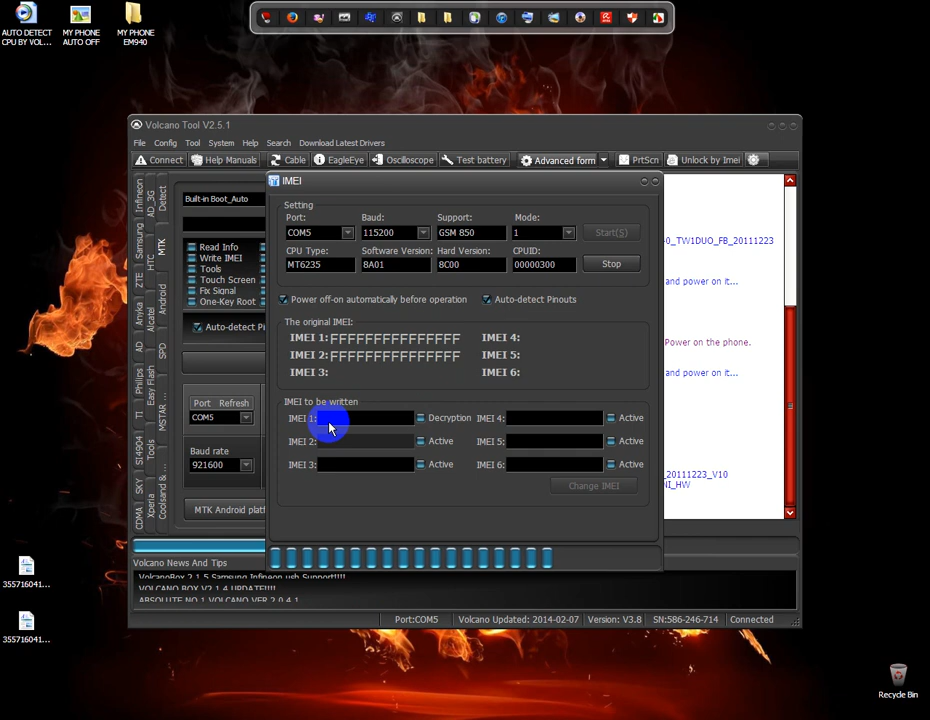 AUTO DETECT
CPU BY VOL...
MY PHONE
AUTO OFF
MY PHONE
EM940
Volcano Tool V2.5.1
File Config Tool System Help Search Download Latest Drivers
Connect Help Manuals Cable EagleEye Oscilloscope Test battery Advanced form PrtScn Unlock by Imei
Infineon
AD_3G
Detect
Samsung
HTC
MTK
ZTE
Android
Anyka
Alcatel
AD
SPD
Philips
Easy Flash
TI
MSTAR ...
SI4904
Tools
SKY
Coolsand & ...
CDMA
Xperia
Built-in Boot_Auto
Read Info
Write IMEI
Tools
Touch Screen
Fix Signal
One-Key Root
Auto-detect Pi
Port Refresh
COM5
Baud rate
921600
MTK Android platf
IMEI
Setting
Port: Baud: Support: Mode:
COM5 115200 GSM 850 1 Start(S)
CPU Type: Software Version: Hard Version: CPUID:
MT6235 8A01 8C00 00000300 Stop
Power off-on automatically before operation Auto-detect Pinouts
The original IMEI:
IMEI 1: FFFFFFFFFFFFFFF IMEI 4:
IMEI 2: FFFFFFFFFFFFFFF IMEI 5:
IMEI 3: IMEI 6:
IMEI to be written
IMEI 1: Decryption IMEI 4: Active
IMEI 2: Active IMEI 5: Active
IMEI 3: Active IMEI 6: Active
Change IMEI
0_TW1DUO_FB_20111223
and power on it...
Power on the phone.
and power on it...
_20111223_V10
NI_HW
Volcano News And Tips
VolcanoBox 2.1.5 Samsung Infineon usb Support!!!!
VOLCANO BOX V2.1.4 UPDATE!!!!
ABSOLUTE NO.1 VOLCANO VER 2.0.4.1
Port:COM5 Volcano Updated: 2014-02-07 Version: V3.8 SN:586-246-714 Connected
355716041...
355716041...
Recycle Bin